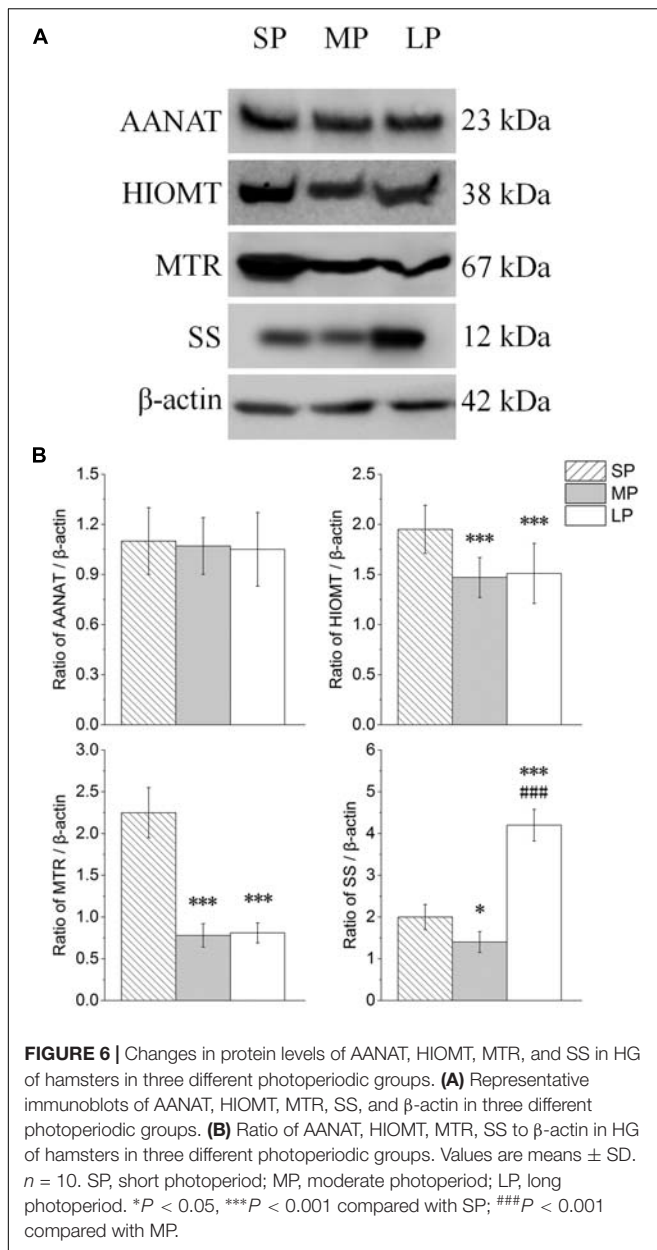 A
SP MP LP
AANAT 23 kDa
HIOMT 38 kDa
MTR 67 kDa
SS 12 kDa
β-actin 42 kDa
B
SP
MP
LP
Ratio of AANAT / β-actin
1.5
1.2
0.9
0.6
0.3
0.0
Ratio of HIOMT / β-actin
2.5
2.0
1.5
1.0
0.5
0.0
*** ***
Ratio of MTR / β-actin
3.0
2.5
2.0
1.5
1.0
0.5
0.0
*** ***
Ratio of SS / β-actin
6
5
4
3
2
1
0
*
***
###
FIGURE 6 | Changes in protein levels of AANAT, HIOMT, MTR, and SS in HG
of hamsters in three different photoperiodic groups. (A) Representative
immunoblots of AANAT, HIOMT, MTR, SS, and β-actin in three different
photoperiodic groups. (B) Ratio of AANAT, HIOMT, MTR, SS to β-actin in HG
of hamsters in three different photoperiodic groups. Values are means ± SD.
n = 10. SP, short photoperiod; MP, moderate photoperiod; LP, long
photoperiod. *P < 0.05, ***P < 0.001 compared with SP; ###P < 0.001
compared with MP.